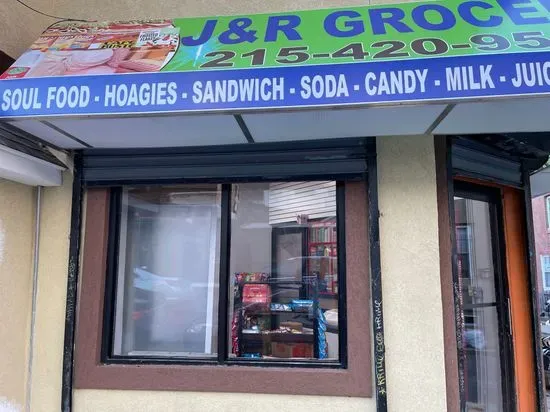 J&R GROCE
215-420-95
SOUL FOOD - HOAGIES - SANDWICH - SODA - CANDY - MILK - JUIC